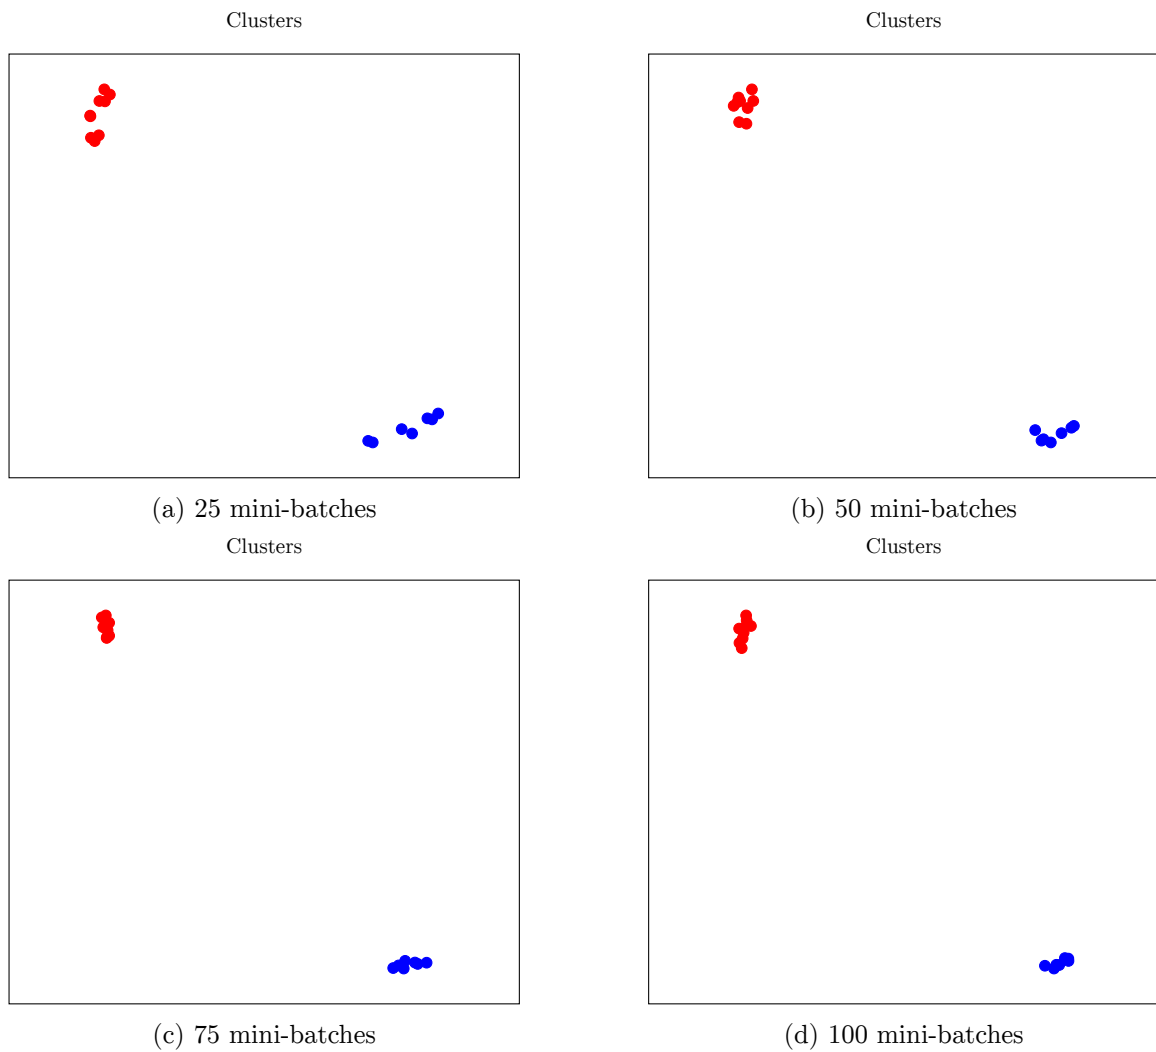 Clusters
Clusters
(a) 25 mini-batches
(b) 50 mini-batches
Clusters
Clusters
(c) 75 mini-batches
(d) 100 mini-batches